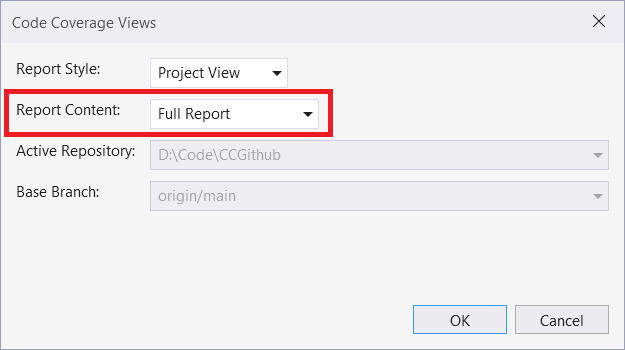 Code Coverage Views
Report Style: Project View
Report Content: Full Report
Active Repository: D:\Code\CCGithub
Base Branch: origin/main
OK Cancel